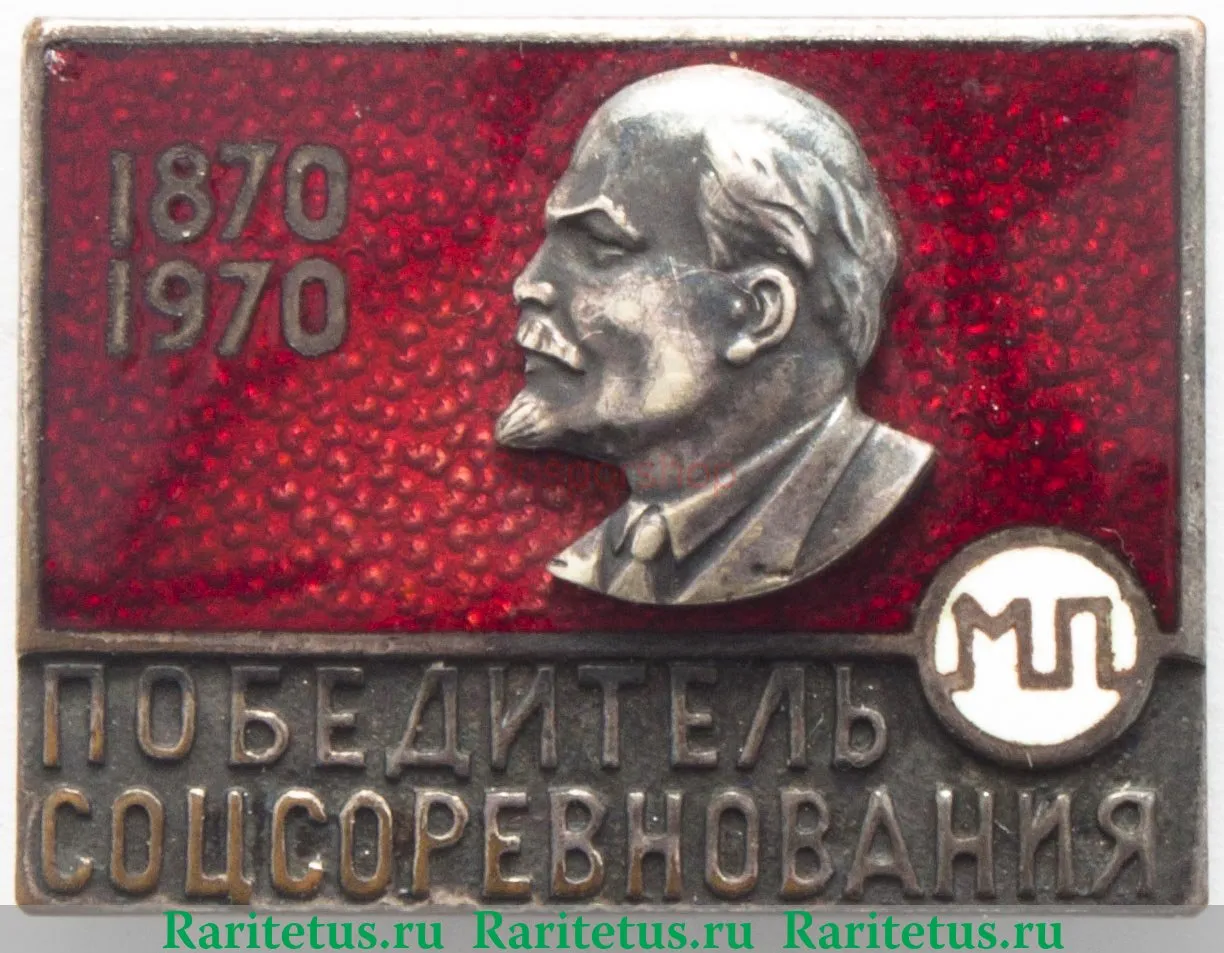 1870
1970
МП
ПОБЕДИТЕЛЬ
СОЦСОРЕВНОВАНИЯ
Raritetus.ru Raritetus.ru Raritetus.ru